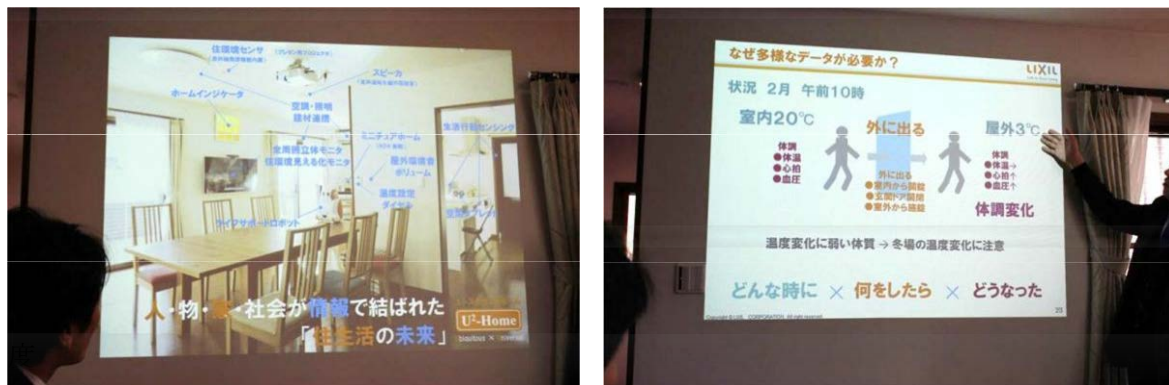 住環境センサ
スピーカ
ホームインジケータ
空調・照明
建材連携
生活行動センシング
ミニチュアホーム
全周囲立体モニタ
住環境見える化モニタ
屋外環境音
ボリューム
温度設定
ダイヤル
ライフサポートロボット
人・物・家・社会が情報で結ばれた
「住生活の未来」
U²-Home
なぜ多様なデータが必要か?
LIXIL
状況 2月 午前10時
室内20℃
外に出る
屋外3℃
体調
●体温
●心拍
●血圧
外に出る
●室内から開錠
●玄関ドア開閉
●室外から施錠
体調
●体温→
●心拍↑
●血圧↑
体調変化
温度変化に弱い体質 → 冬場の温度変化に注意
どんな時に × 何をしたら × どうなった
Copyright © LIXIL CORPORATION, All right reserved.
23